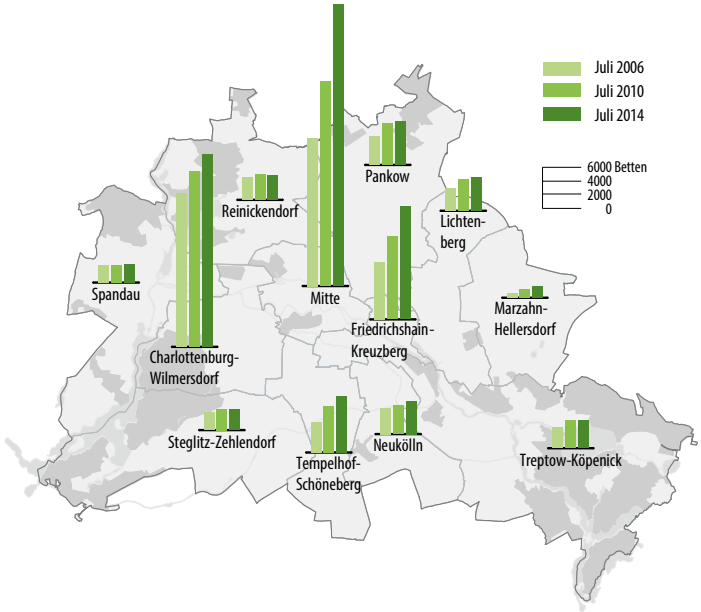 Juli 2006
Juli 2010
Juli 2014
6000 Betten
4000
2000
0
Pankow
Reinickendorf
Lichten-
berg
Spandau
Mitte
Marzahn-
Hellersdorf
Friedrichshain-
Kreuzberg
Charlottenburg-
Wilmersdorf
Steglitz-Zehlendorf
Neukölln
Tempelhof-
Schöneberg
Treptow-Köpenick